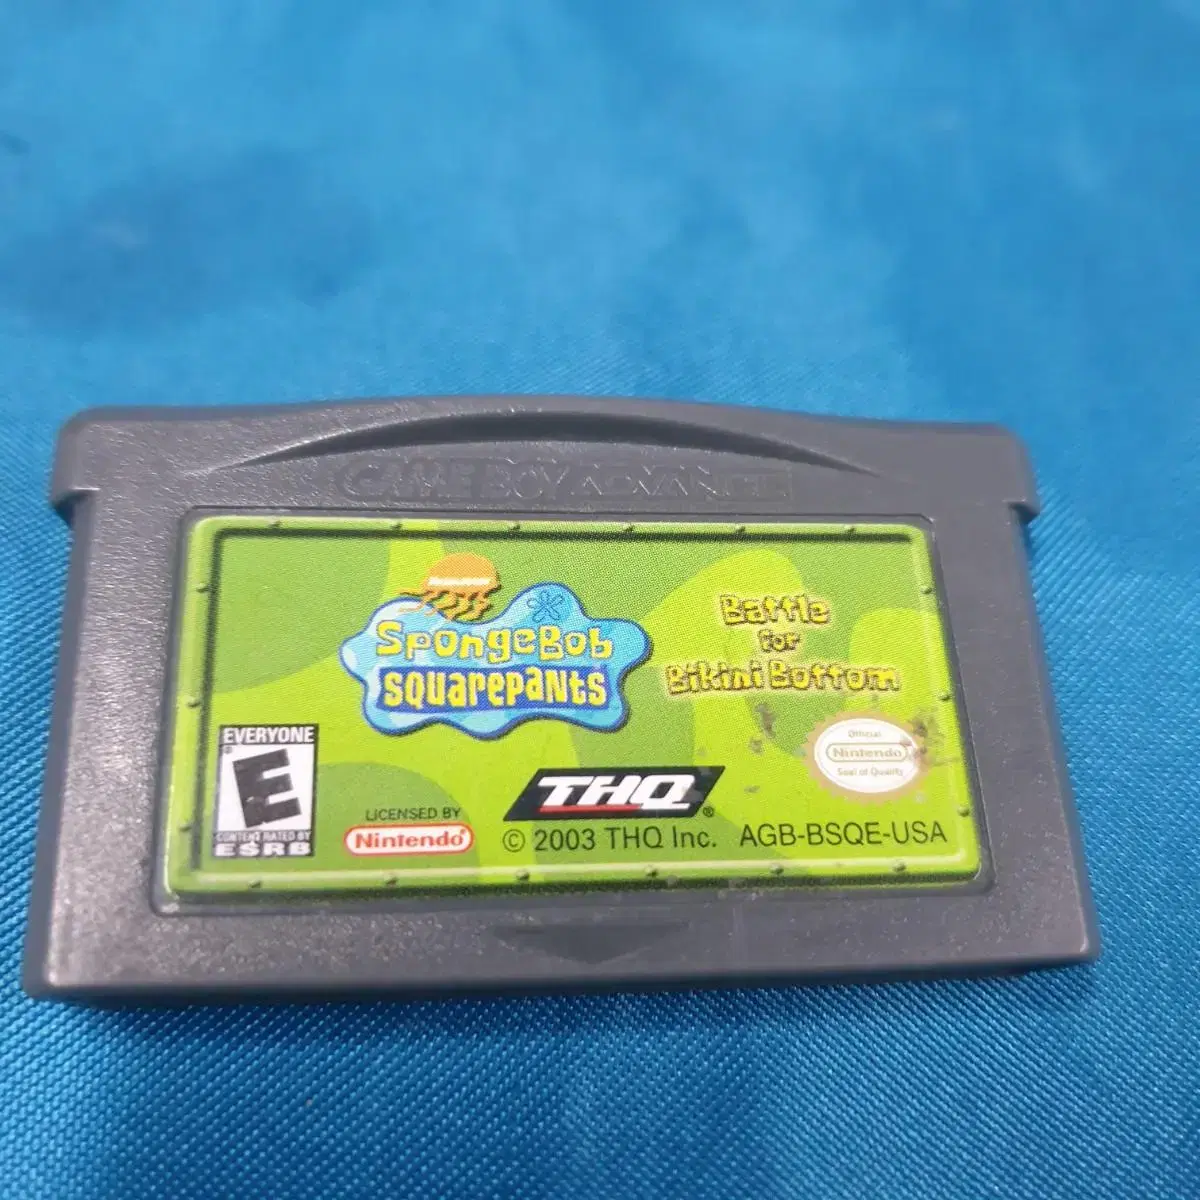 GAME BOY ADVANCE
Nickelodeon
SpongeBob
SQUAREPANTS
Battle
for
Bikini Bottom
Official
Nintendo
Seal of Quality
EVERYONE
E
CONTENT RATED BY
ESRB
LICENSED BY
Nintendo®
THQ®
© 2003 THQ Inc. AGB-BSQE-USA